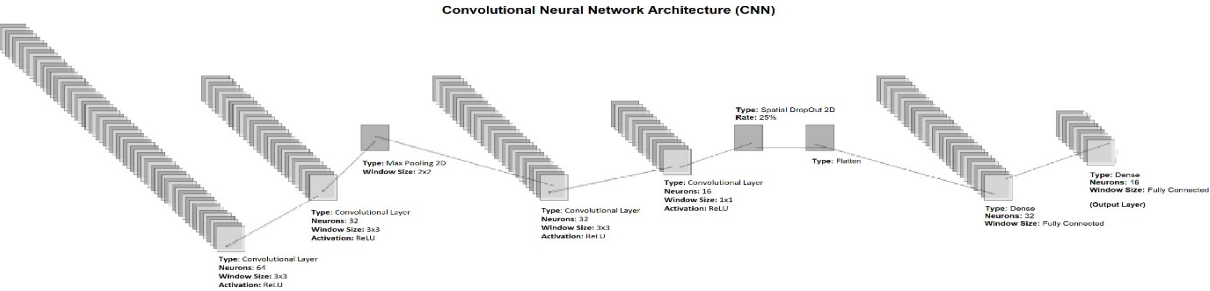 Convolutional Neural Network Architecture (CNN)
Type: Convolutional Layer
Neurons: 64
Window Size: 3x3
Activation: ReLU
Type: Convolutional Layer
Neurons: 32
Window Size: 3x3
Activation: ReLU
Type: Max Pooling 2D
Window Size: 2x2
Type: Convolutional Layer
Neurons: 32
Window Size: 3x3
Activation: ReLU
Type: Convolutional Layer
Neurons: 16
Window Size: 1x1
Activation: ReLU
Type: Spatial DropOut 2D
Rate: 25%
Type: Flatten
Type: Dense
Neurons: 32
Window Size: Fully Connected
Type: Dense
Neurons: 16
Window Size: Fully Connected
(Output Layer)